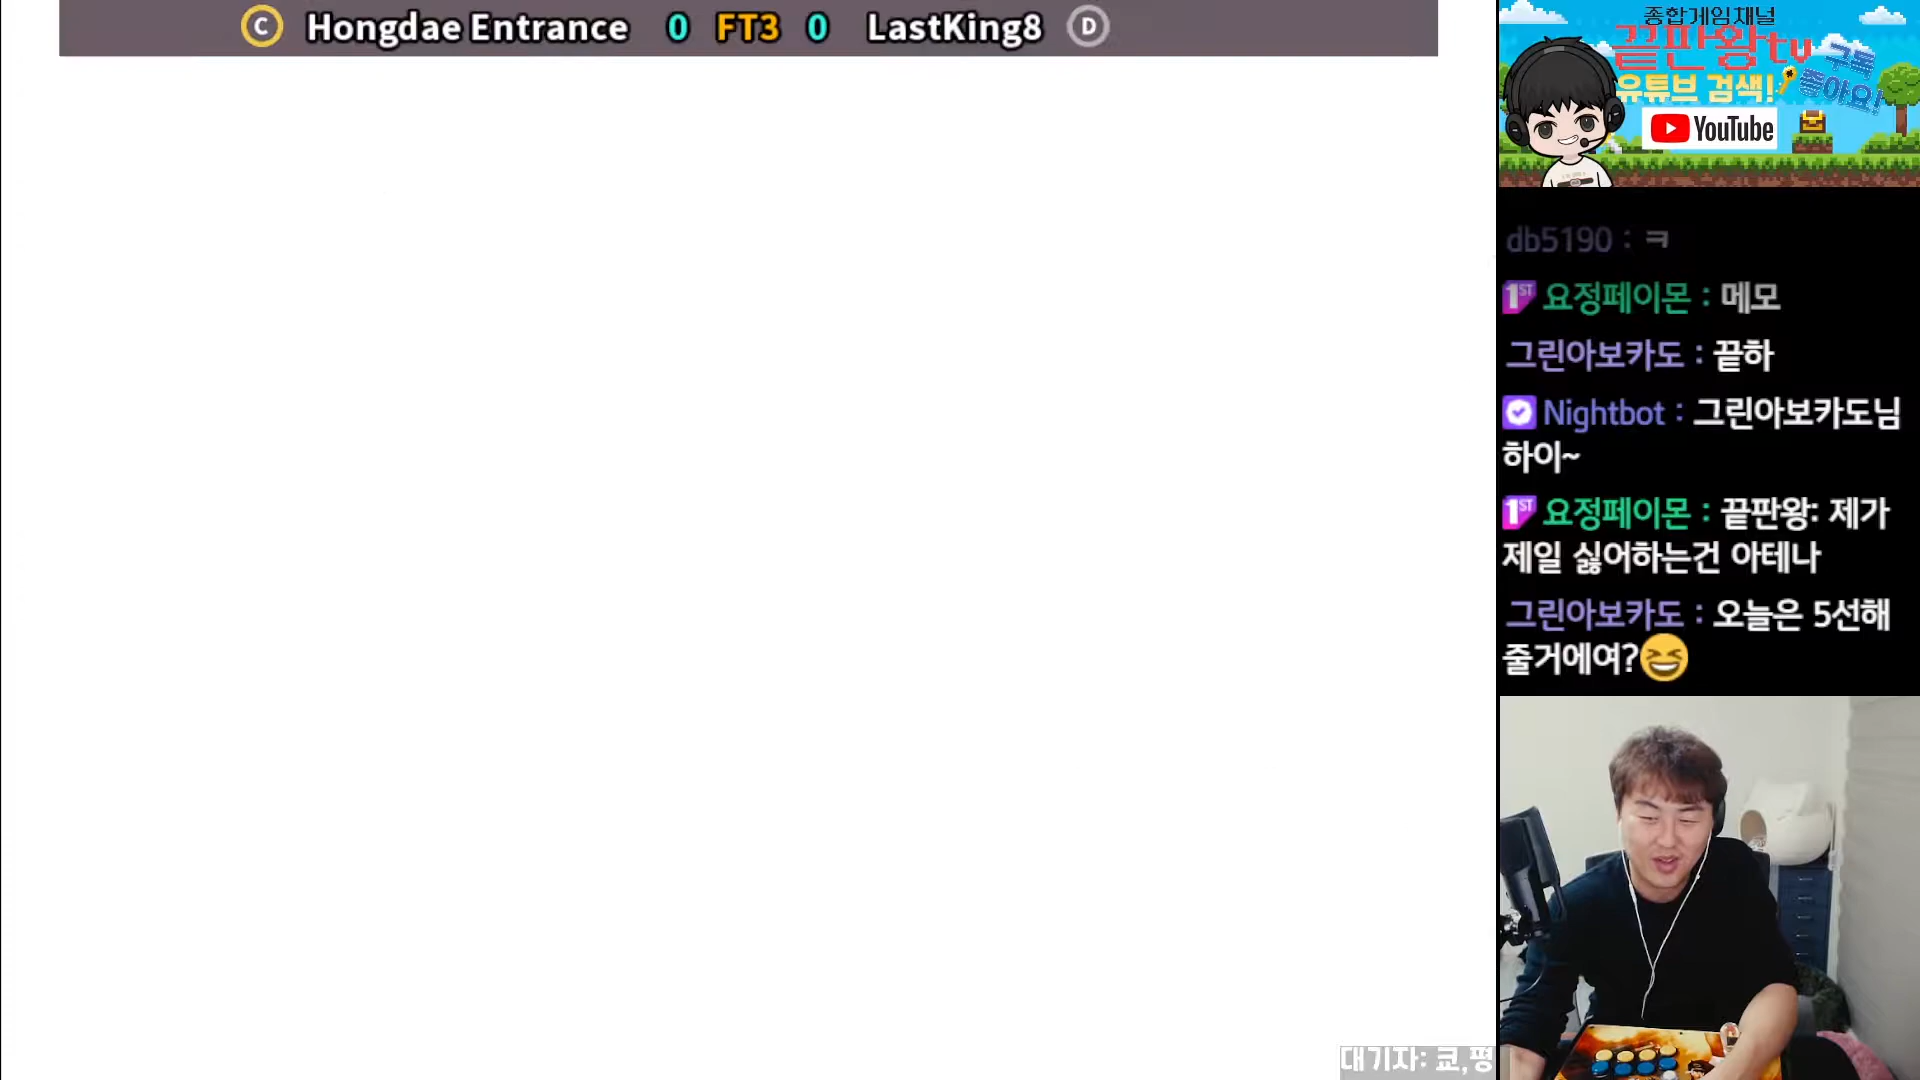 C Hongdae Entrance 0 FT3 0 LastKing8 D
종합게임채널
끝판왕tv
구독
유튜브 검색!
좋아요!
YouTube
db5190 : ㅋ
1ST 요정페이몬 : 메모
그린아보카도 : 끝하
Nightbot : 그린아보카도님
하이~
1ST 요정페이몬 : 끝판왕: 제가
제일 싫어하는건 아테나
그린아보카도 : 오늘은 5선해
줄거에여?😆
대기자: 쿄,평